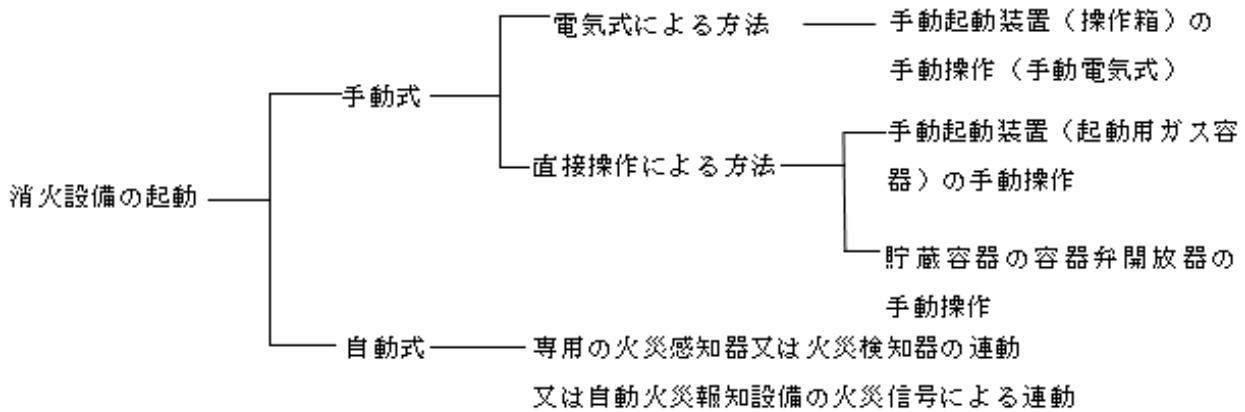 電気式による方法
手動起動装置(操作箱)の
手動操作(手動電気式)
手動式
手動起動装置(起動用ガス容
器)の手動操作
直接操作による方法
消火設備の起動
貯蔵容器の容器弁開放器の
手動操作
自動式
専用の火災感知器又は火災検知器の連動
又は自動火災報知設備の火災信号による連動